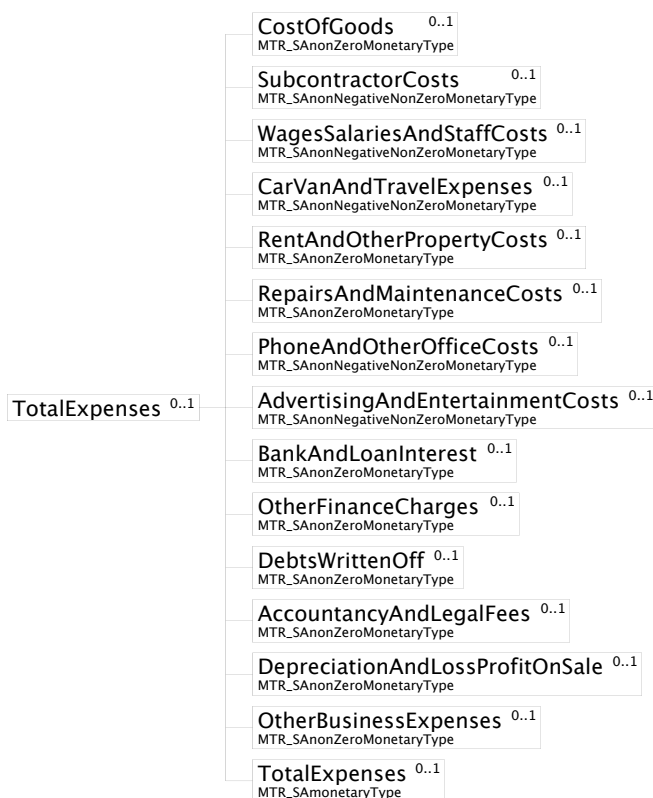 CostOfGoods 0..1
MTR_SAnonZeroMonetaryType
SubcontractorCosts 0..1
MTR_SAnonNegativeNonZeroMonetaryType
WagesSalariesAndStaffCosts 0..1
MTR_SAnonNegativeNonZeroMonetaryType
CarVanAndTravelExpenses 0..1
MTR_SAnonNegativeNonZeroMonetaryType
RentAndOtherPropertyCosts 0..1
MTR_SAnonNegativeNonZeroMonetaryType
RepairsAndMaintenanceCosts 0..1
MTR_SAnonZeroMonetaryType
PhoneAndOtherOfficeCosts 0..1
MTR_SAnonNegativeNonZeroMonetaryType
TotalExpenses 0..1
AdvertisingAndEntertainmentCosts 0..1
MTR_SAnonNegativeNonZeroMonetaryType
BankAndLoanInterest 0..1
MTR_SAnonZeroMonetaryType
OtherFinanceCharges 0..1
MTR_SAnonZeroMonetaryType
DebtsWrittenOff 0..1
MTR_SAnonZeroMonetaryType
AccountancyAndLegalFees 0..1
MTR_SAnonZeroMonetaryType
DepreciationAndLossProfitOnSale 0..1
MTR_SAnonZeroMonetaryType
OtherBusinessExpenses 0..1
MTR_SAnonZeroMonetaryType
TotalExpenses 0..1
MTR_SAmonetaryType